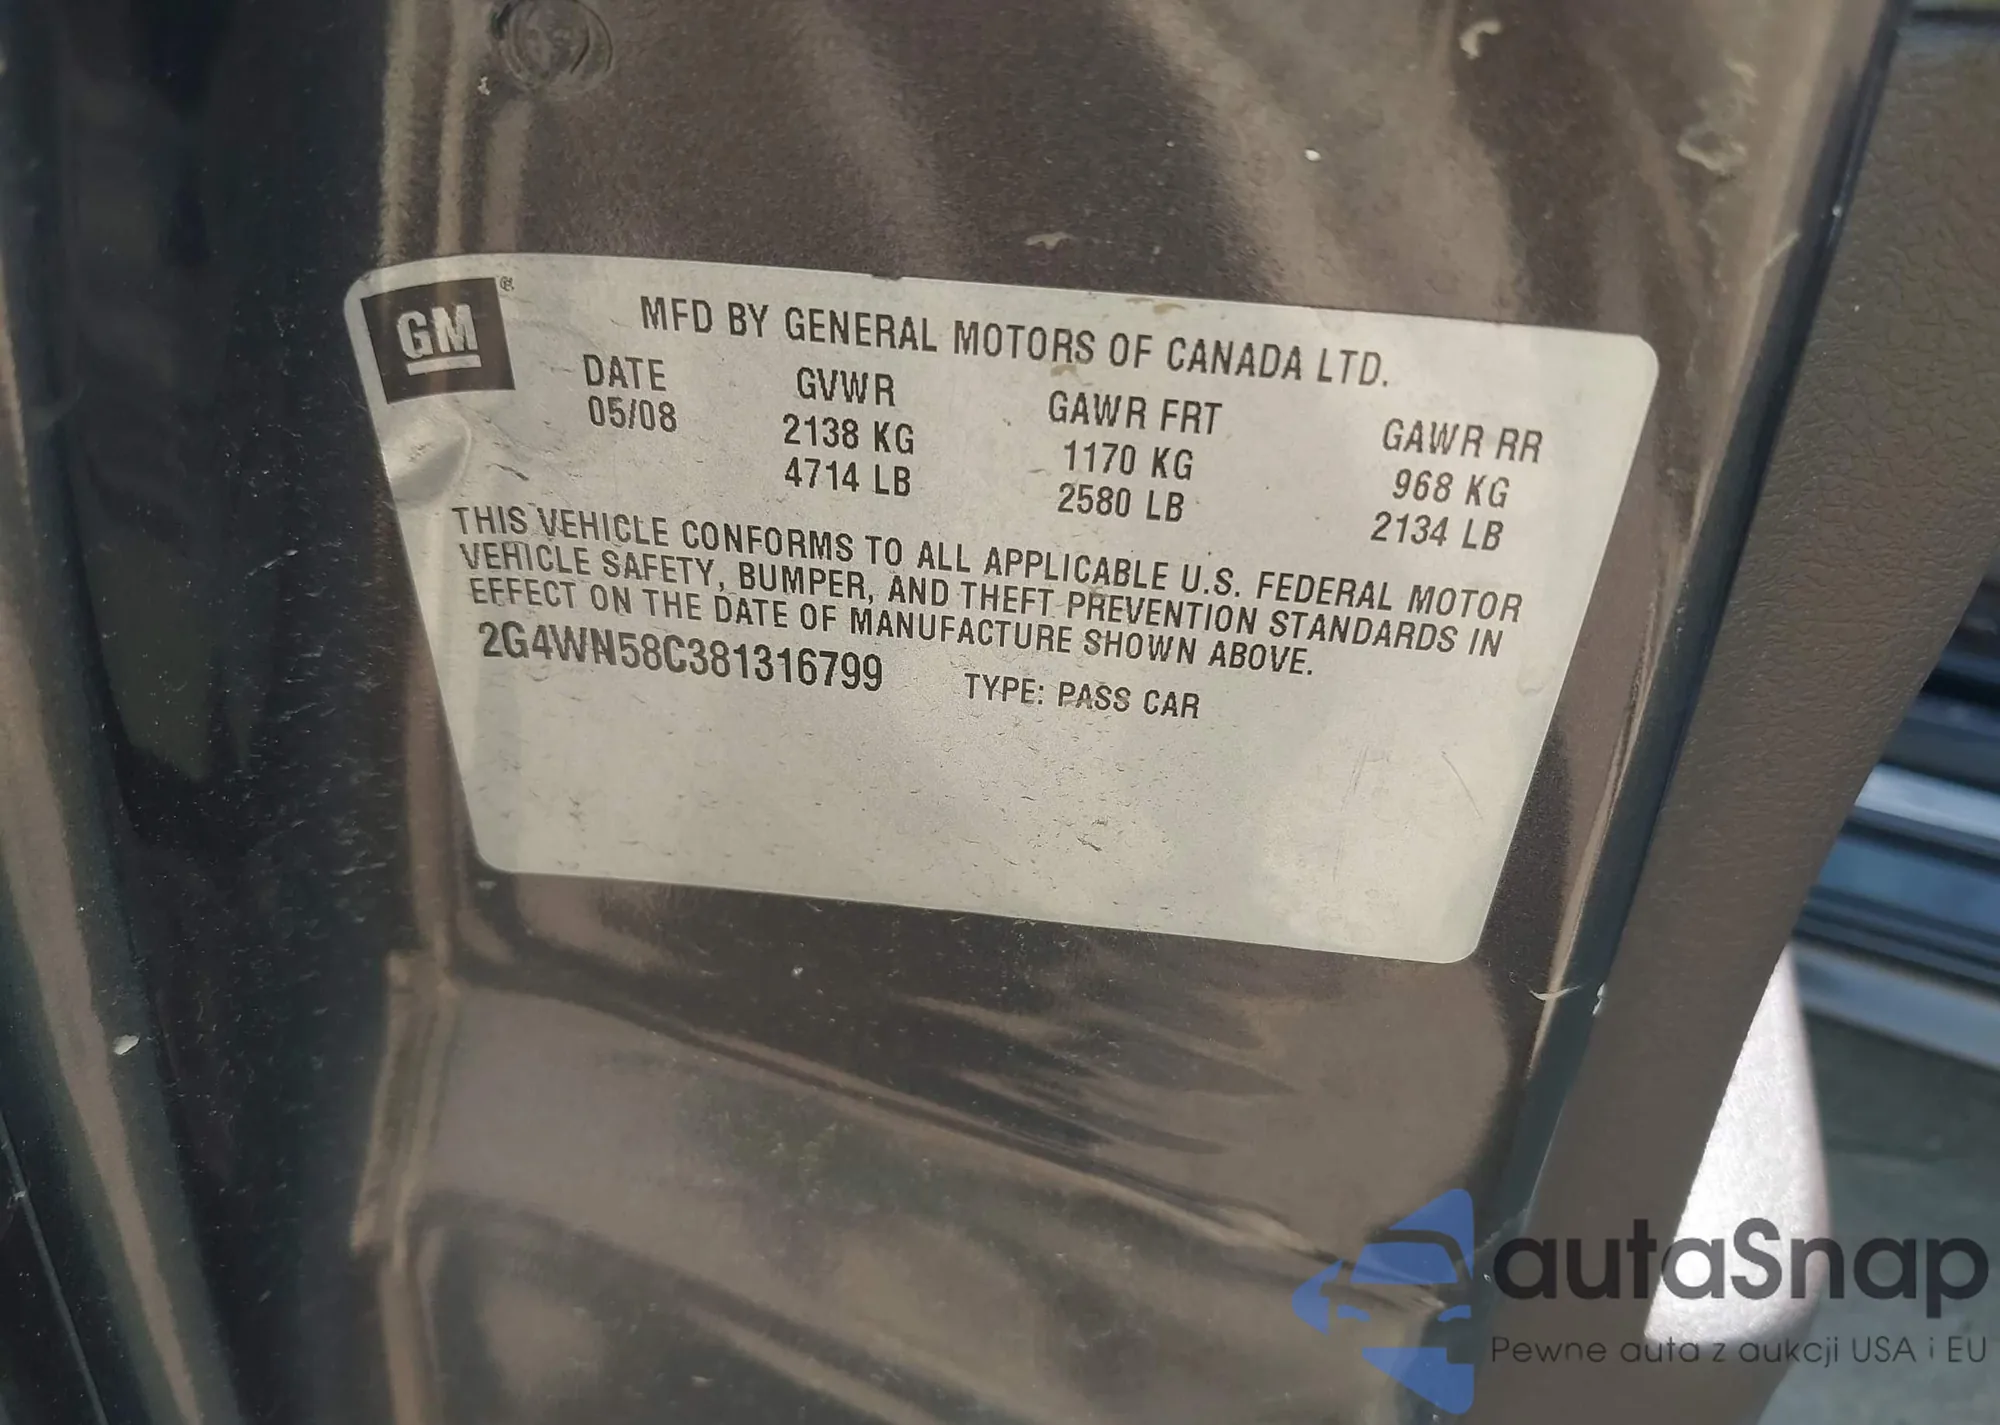 GM ®
MFD BY GENERAL MOTORS OF CANADA LTD.
DATE GVWR GAWR FRT GAWR RR
05/08 2138 KG 1170 KG 968 KG
4714 LB 2580 LB 2134 LB
THIS VEHICLE CONFORMS TO ALL APPLICABLE U.S. FEDERAL MOTOR
VEHICLE SAFETY, BUMPER, AND THEFT PREVENTION STANDARDS IN
EFFECT ON THE DATE OF MANUFACTURE SHOWN ABOVE.
2G4WN58C381316799 TYPE: PASS CAR
autaSnap
Pewne auta z aukcji USA i EU